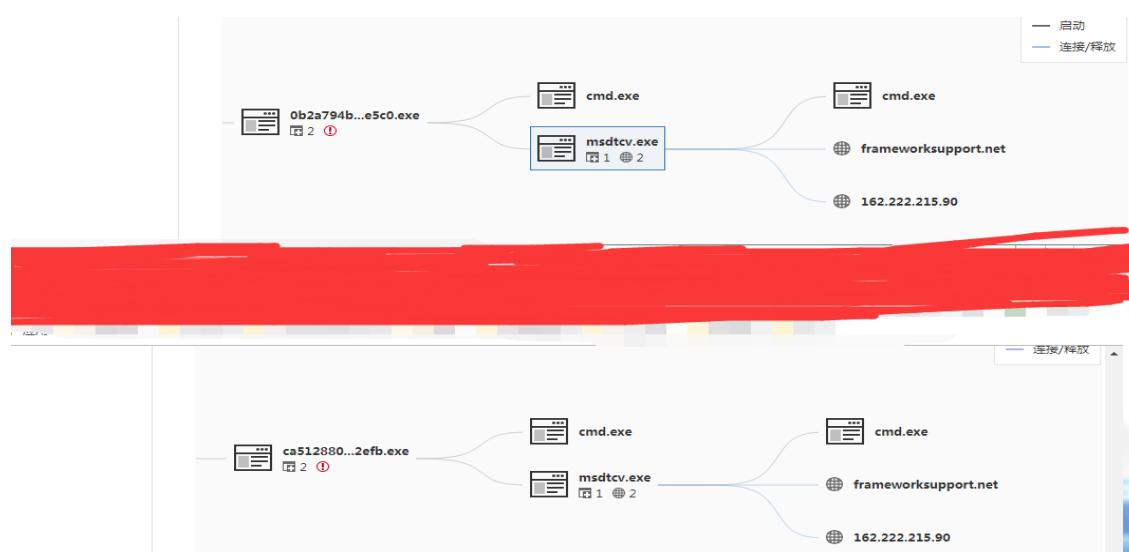 启动
连接/释放
cmd.exe
cmd.exe
0b2a794b...e5c0.exe
2
msdtcv.exe
1 2
frameworksupport.net
162.222.215.90
连接/释放
cmd.exe
cmd.exe
ca512880...2efb.exe
2
msdtcv.exe
1 2
frameworksupport.net
162.222.215.90